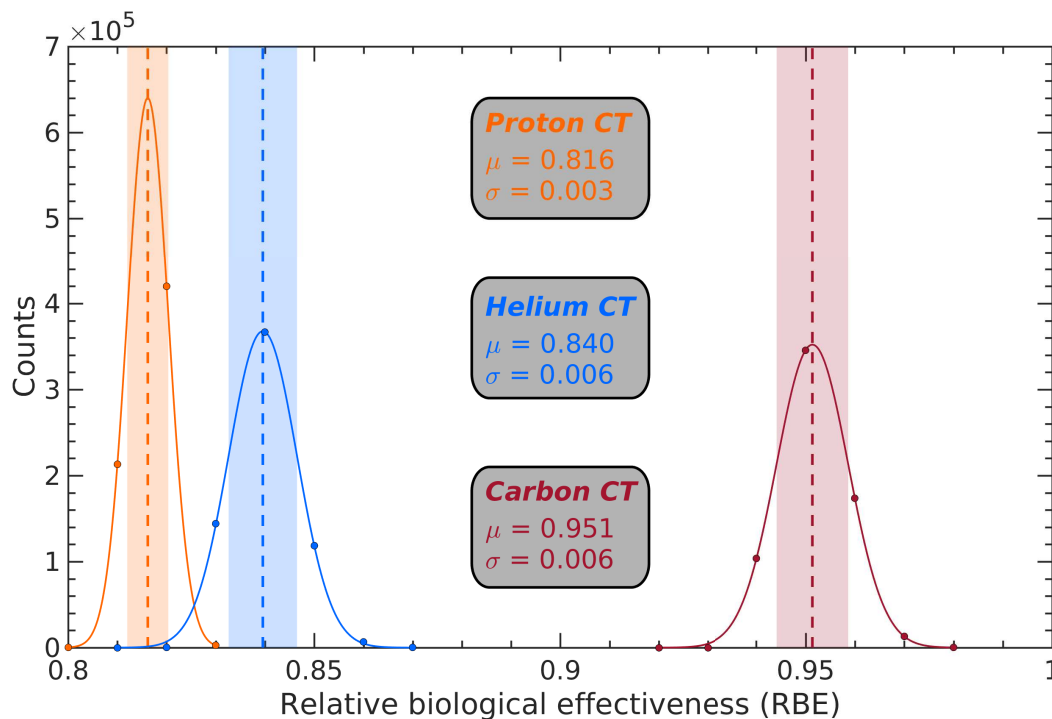 ×10⁵
7
6
5
4
3
2
1
0
Counts
Proton CT
μ = 0.816
σ = 0.003
Helium CT
μ = 0.840
σ = 0.006
Carbon CT
μ = 0.951
σ = 0.006
0.8 0.85 0.9 0.95 1
Relative biological effectiveness (RBE)